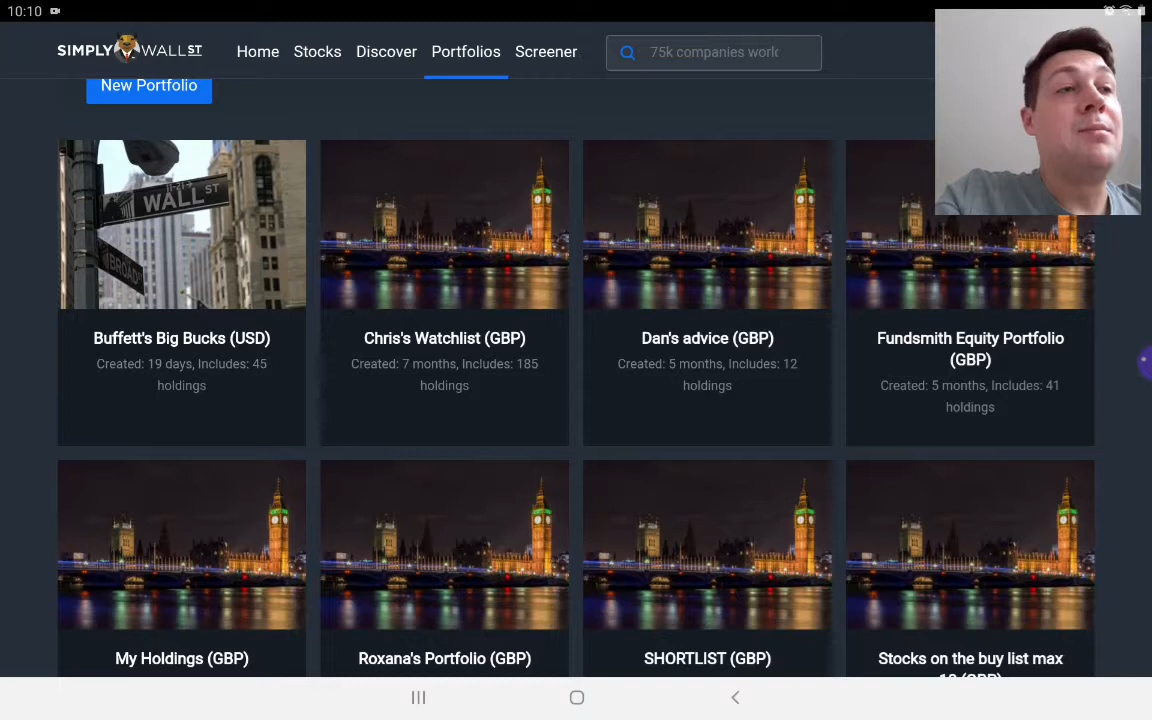 10:10
SIMPLY WALL ST
Home Stocks Discover Portfolios Screener
75k companies worl
New Portfolio
WALL ST
BROAD
Buffett's Big Bucks (USD)
Created: 19 days, Includes: 45
holdings
Chris's Watchlist (GBP)
Created: 7 months, Includes: 185
holdings
Dan's advice (GBP)
Created: 5 months, Includes: 12
holdings
Fundsmith Equity Portfolio
(GBP)
Created: 5 months, Includes: 41
holdings
My Holdings (GBP)
Roxana's Portfolio (GBP)
SHORTLIST (GBP)
Stocks on the buy list max